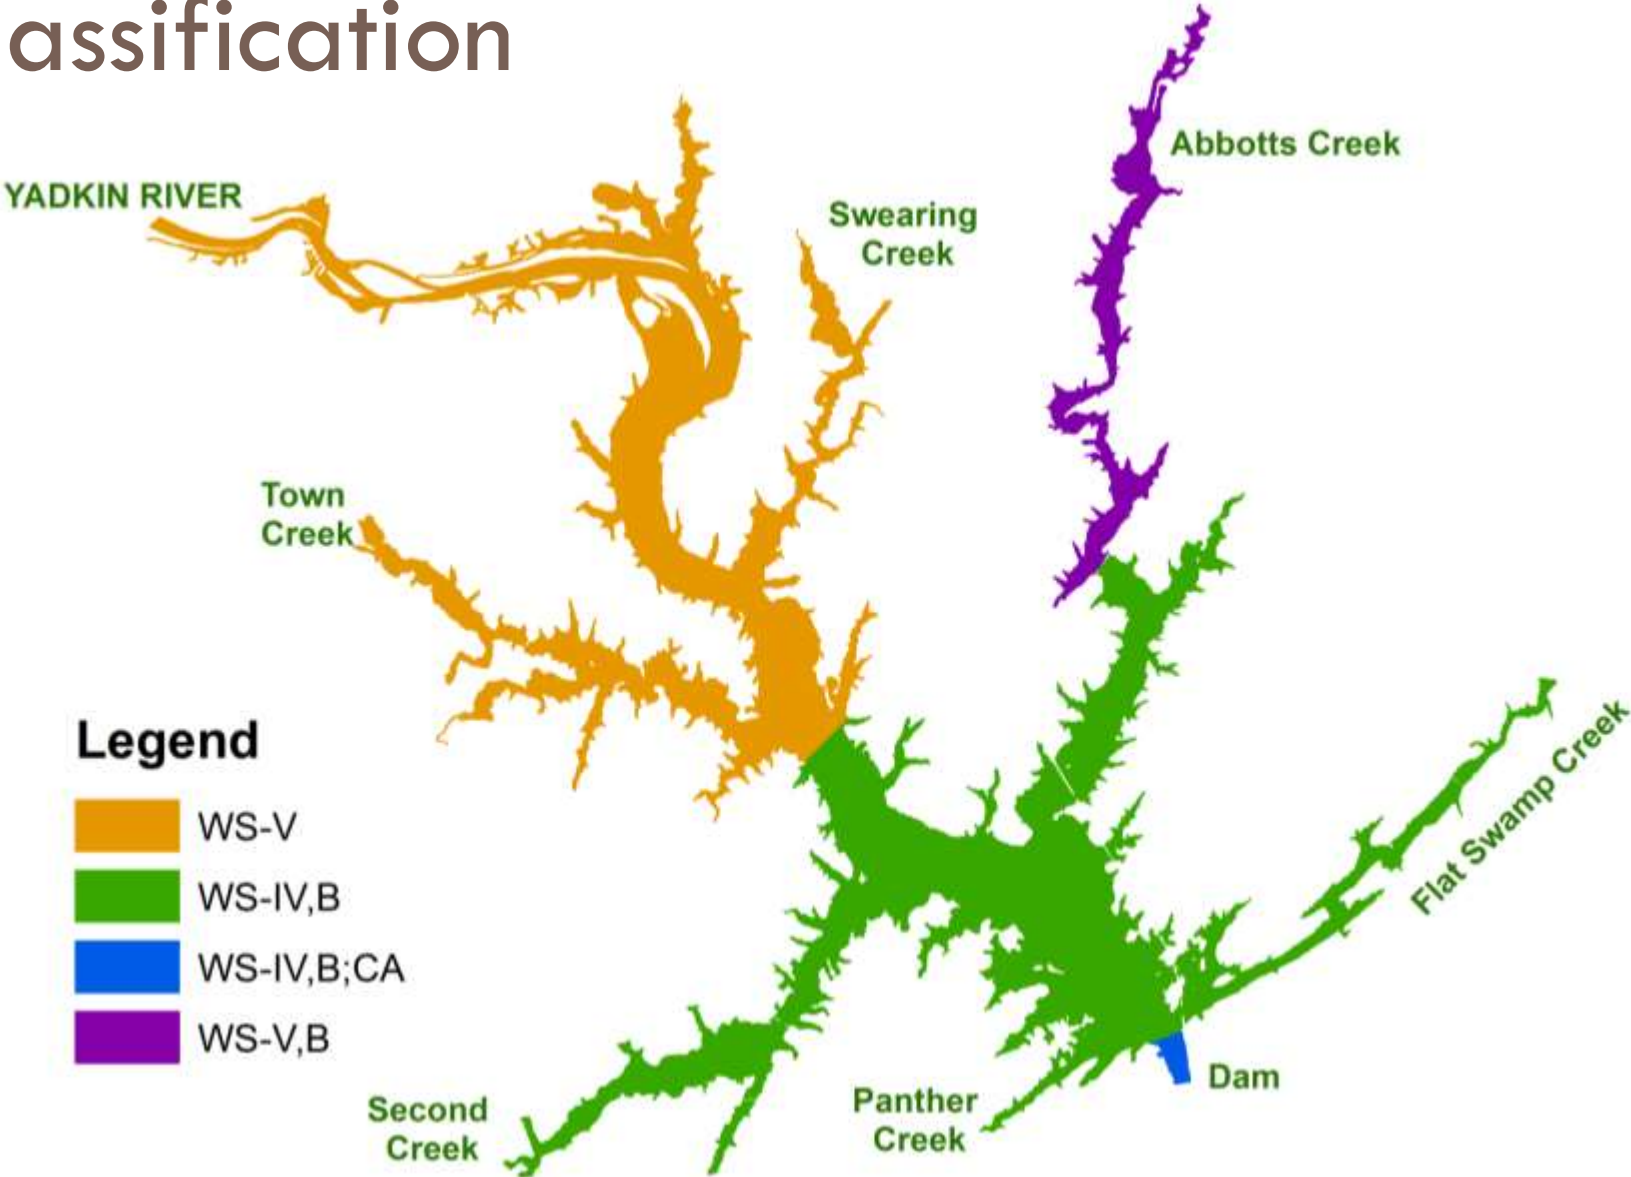 assification
Abbotts Creek
YADKIN RIVER
Swearing
Creek
Town
Creek
Legend
WS-V
WS-IV,B
WS-IV,B;CA
WS-V,B
Flat Swamp Creek
Dam
Panther
Creek
Second
Creek